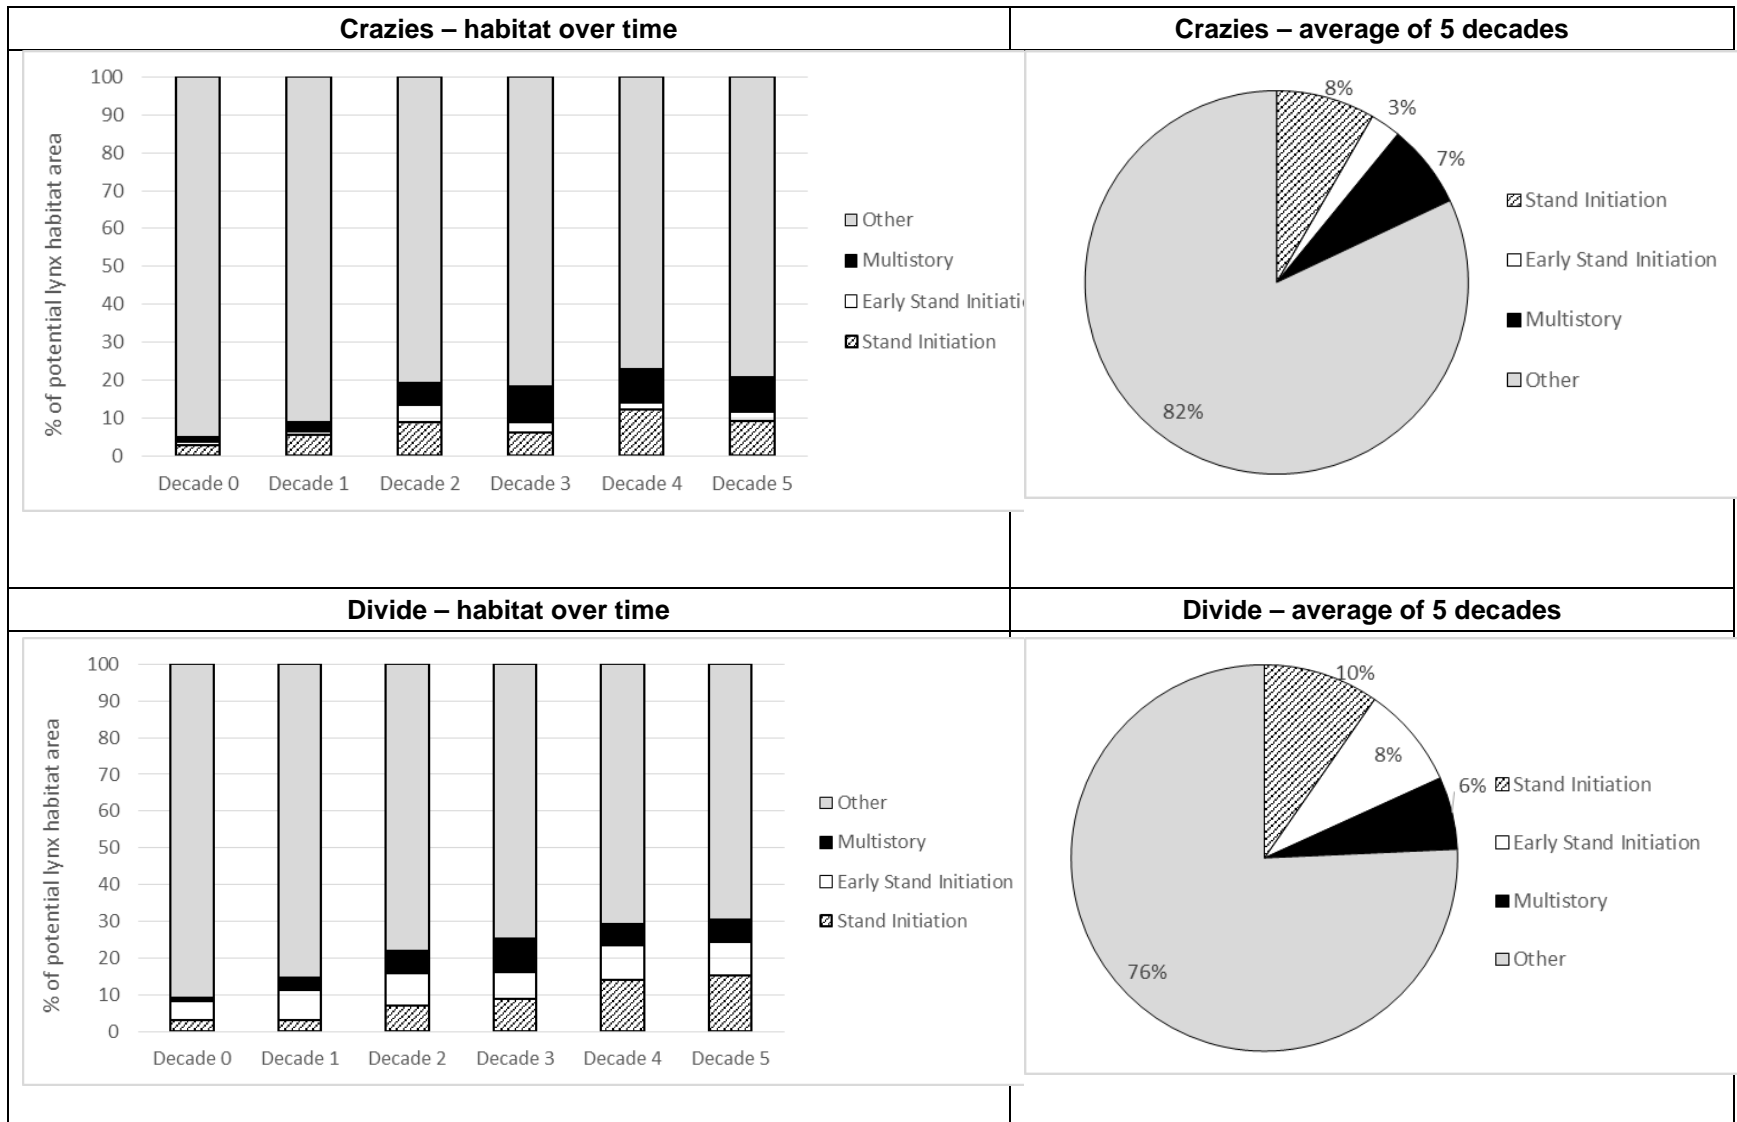 Crazies – habitat over time
Crazies – average of 5 decades
% of potential lynx habitat area
100
90
80
70
60
50
40
30
20
10
0
Decade 0 Decade 1 Decade 2 Decade 3 Decade 4 Decade 5
Other
Multistory
Early Stand Initiati
Stand Initiation
8%
3%
7%
82%
Stand Initiation
Early Stand Initiation
Multistory
Other
Divide – habitat over time
Divide – average of 5 decades
% of potential lynx habitat area
100
90
80
70
60
50
40
30
20
10
0
Decade 0 Decade 1 Decade 2 Decade 3 Decade 4 Decade 5
Other
Multistory
Early Stand Initiation
Stand Initiation
10%
8%
6%
76%
Stand Initiation
Early Stand Initiation
Multistory
Other